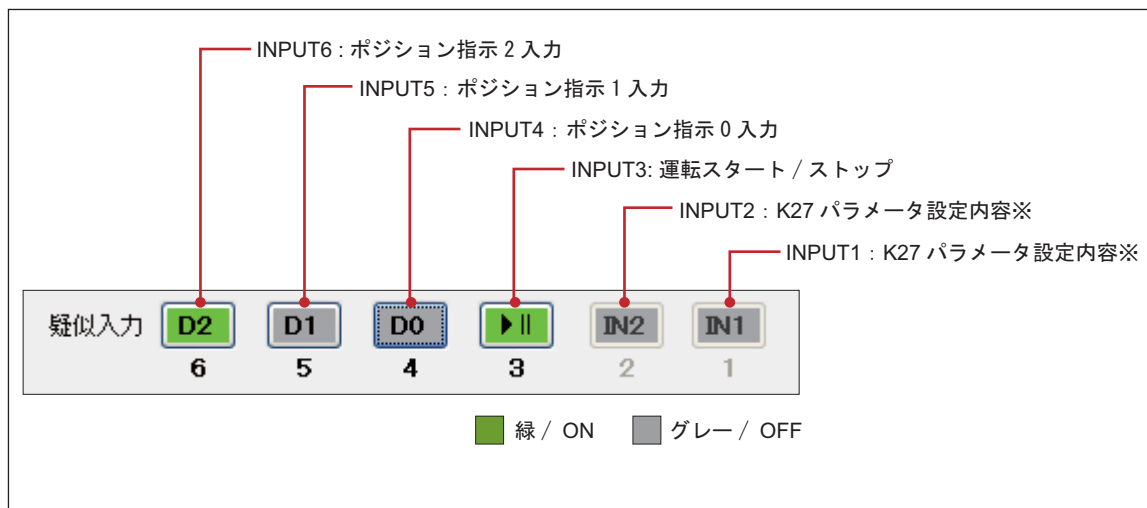 INPUT6 : ポジション指示 2 入力
INPUT5 : ポジション指示 1 入力
INPUT4 : ポジション指示 0 入力
INPUT3: 運転スタート / ストップ
INPUT2 : K27 パラメータ設定内容※
INPUT1 : K27 パラメータ設定内容※
疑似入力 D2 D1 D0 ▶|| IN2 IN1
6 5 4 3 2 1
緑 / ON グレー / OFF